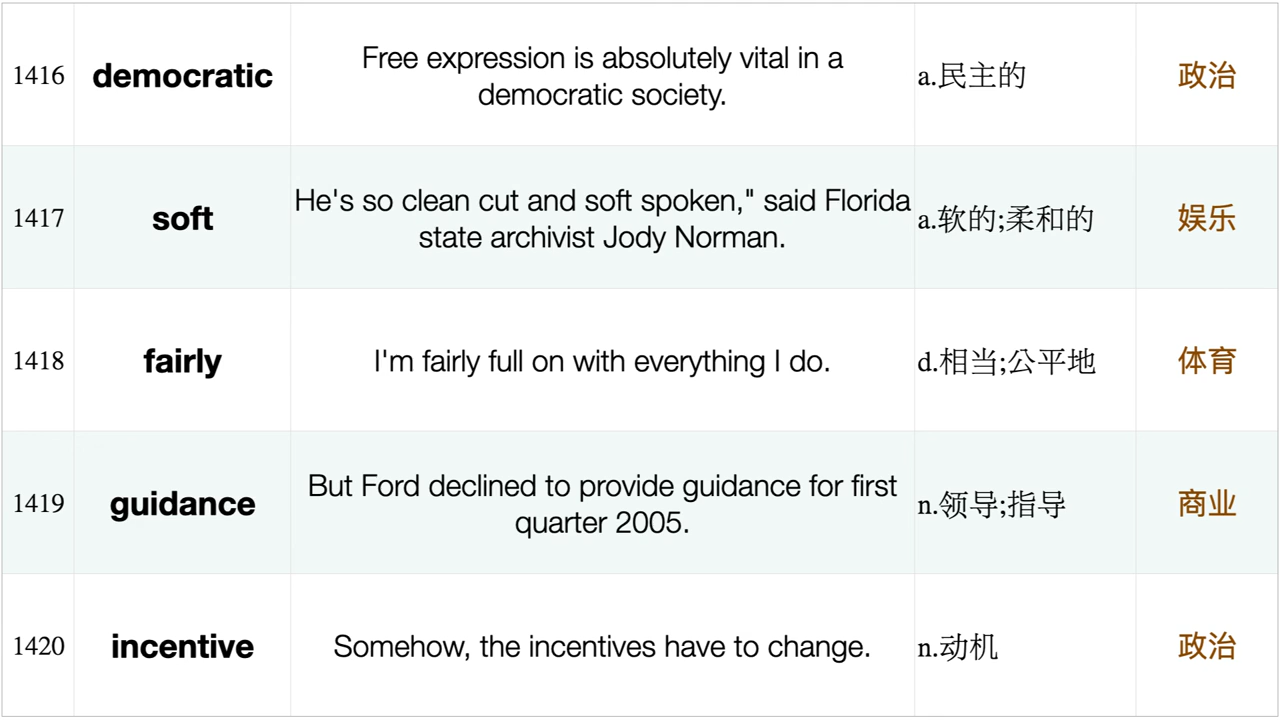 1416 democratic Free expression is absolutely vital in a
democratic society. a.民主的 政治
1417 soft He's so clean cut and soft spoken," said Florida
state archivist Jody Norman. a.软的;柔和的 娱乐
1418 fairly I'm fairly full on with everything I do. d.相当;公平地 体育
1419 guidance But Ford declined to provide guidance for first
quarter 2005. n.领导;指导 商业
1420 incentive Somehow, the incentives have to change. n.动机 政治